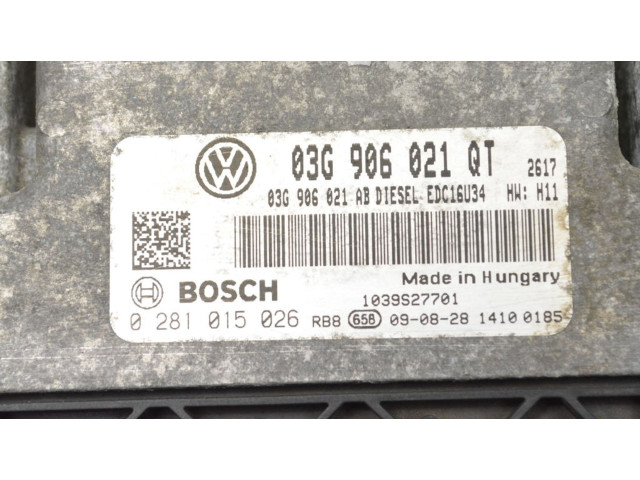 03G 906 021 QT 2617
03G 906 021 AB DIESEL EDC16U34 HW: H11
Made in Hungary
BOSCH 1039S27701
0 281 015 026 RB8 658 09-08-28 1410 0185